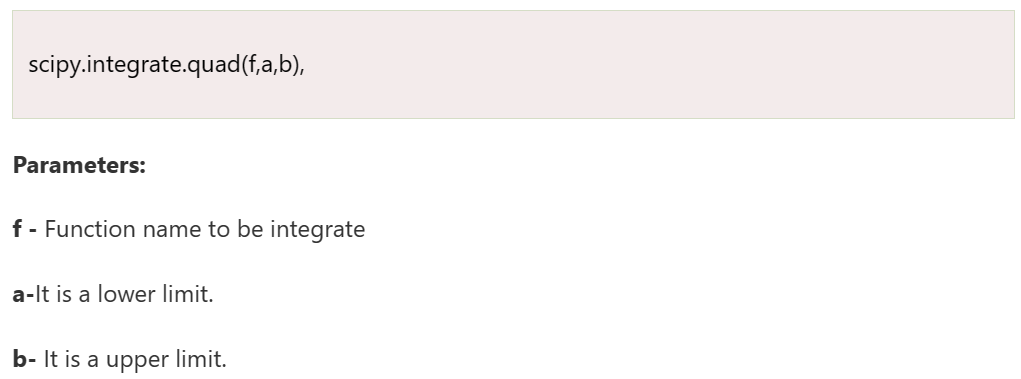 scipy.integrate.quad(f,a,b),
Parameters:
f - Function name to be integrate
a-It is a lower limit.
b- It is a upper limit.